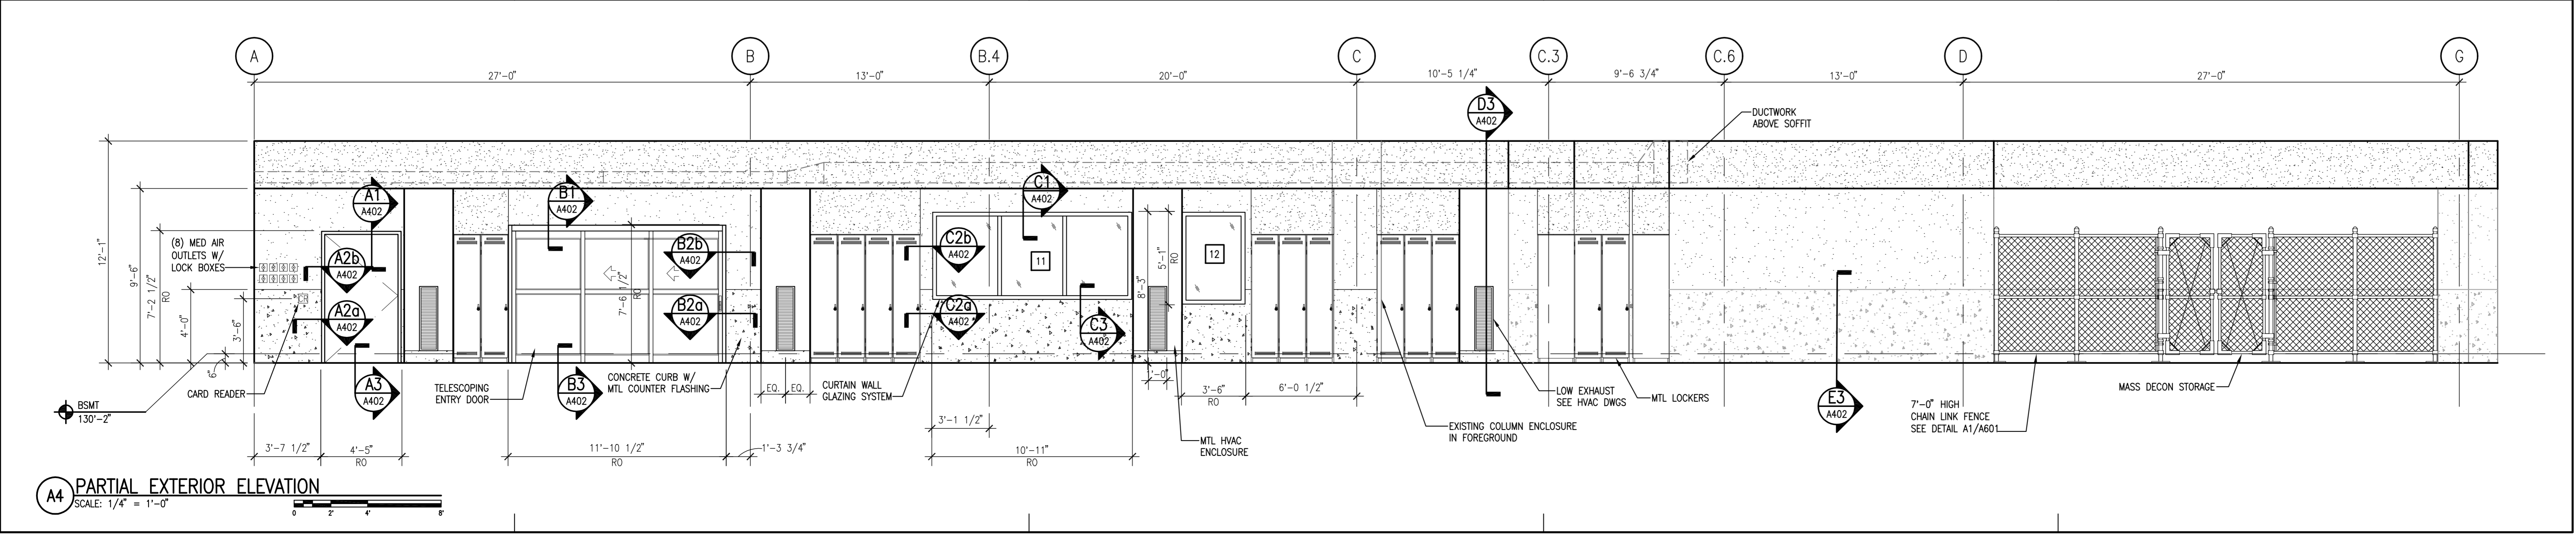 A
B
B.4
C
C.3
C.6
D
G
27'-0"
13'-0"
20'-0"
10'-5 1/4"
9'-6 3/4"
13'-0"
27'-0"
D3
A402
DUCTWORK
ABOVE SOFFIT
12'-1"
9'-6"
7'-2 1/2"
RO
4'-0"
3'-6"
6"
(8) MED AIR
OUTLETS W/
LOCK BOXES
A1
A402
A2b
A402
A2a
A402
A3
A402
B1
A402
B2b
A402
B2a
A402
B3
A402
7'-6 1/2"
RO
C1
A402
C2b
A402
C2a
A402
C3
A402
11
12
8'-3"
5'-1"
RO
1'-0"
E3
A402
CARD READER
BSMT
130'-2"
TELESCOPING
ENTRY DOOR
CONCRETE CURB W/
MTL COUNTER FLASHING
EQ.
EQ.
CURTAIN WALL
GLAZING SYSTEM
3'-6"
RO
6'-0 1/2"
LOW EXHAUST
SEE HVAC DWGS
MTL LOCKERS
MASS DECON STORAGE
7'-0" HIGH
CHAIN LINK FENCE
SEE DETAIL A1/A601
EXISTING COLUMN ENCLOSURE
IN FOREGROUND
MTL HVAC
ENCLOSURE
3'-1 1/2"
3'-7 1/2"
4'-5"
RO
11'-10 1/2"
RO
1'-3 3/4"
10'-11"
RO
A4
PARTIAL EXTERIOR ELEVATION
SCALE: 1/4" = 1'-0"
0
2'
4'
8'